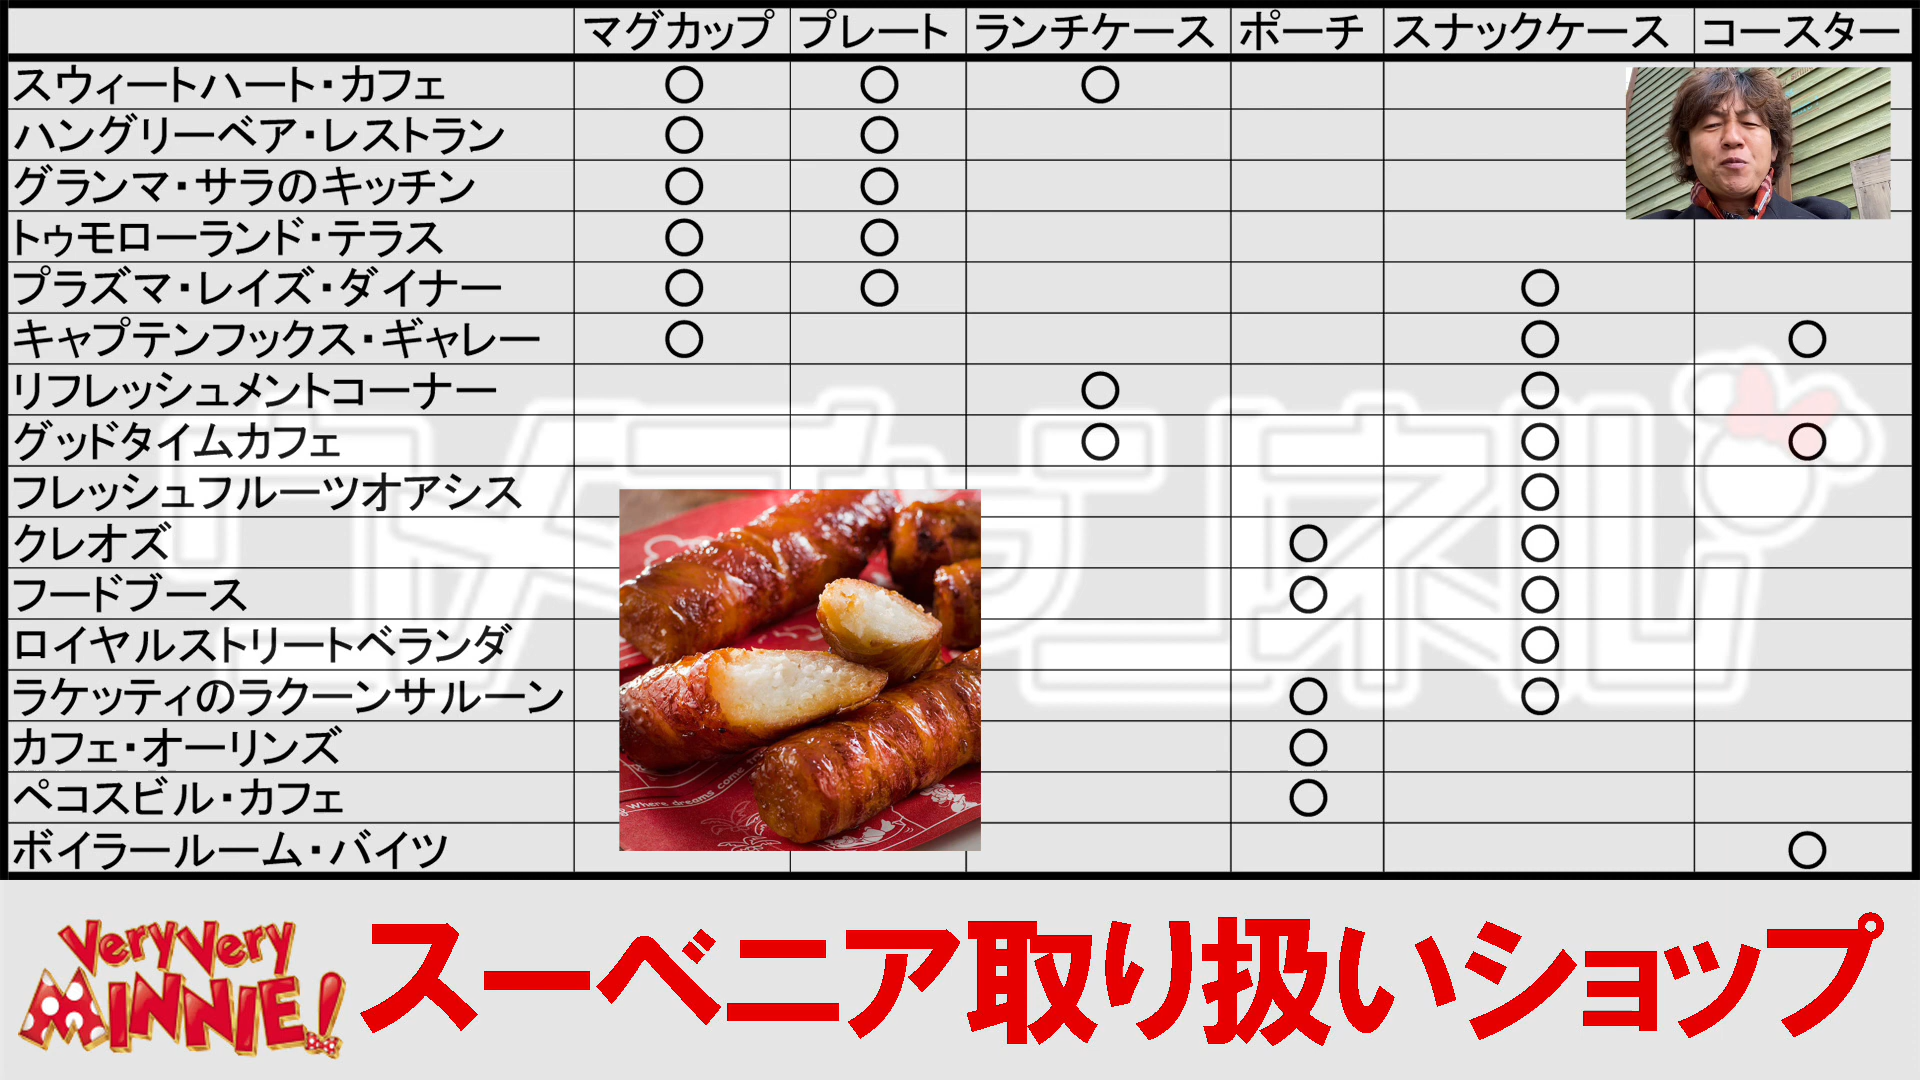 マグカップ プレート ランチケース ポーチ スナックケース コースター
スウィートハート・カフェ ○ ○ ○
ハングリーベア・レストラン ○ ○
グランマ・サラのキッチン ○ ○
トゥモローランド・テラス ○ ○
プラズマ・レイズ・ダイナー ○ ○ ○
キャプテンフックス・ギャレー ○ ○ ○
リフレッシュメントコーナー ○ ○
グッドタイムカフェ ○ ○ ○
フレッシュフルーツオアシス ○
クレオズ ○ ○
フードブース ○ ○
ロイヤルストリートベランダ ○
ラケッティのラクーンサルーン ○ ○
カフェ・オーリンズ ○
ペコスビル・カフェ ○
ボイラールーム・バイツ ○
Where dreams come
Very Very
MINNIE!
スーベニア取り扱いショップ